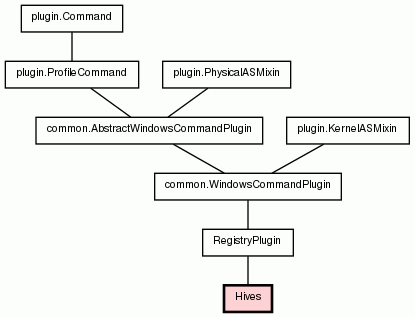 plugin.Command
plugin.ProfileCommand
plugin.PhysicalASMixin
common.AbstractWindowsCommandPlugin
plugin.KernelASMixin
common.WindowsCommandPlugin
RegistryPlugin
Hives